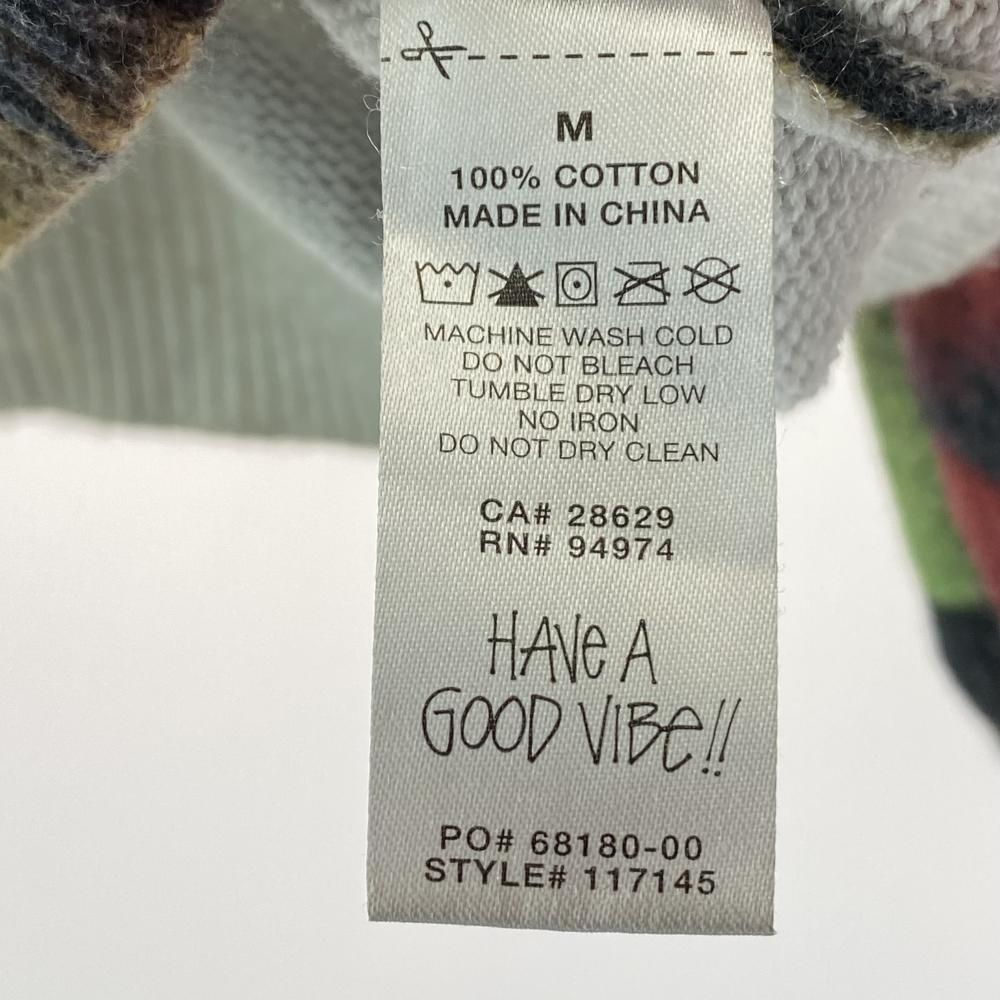 M
100% COTTON
MADE IN CHINA
MACHINE WASH COLD
DO NOT BLEACH
TUMBLE DRY LOW
NO IRON
DO NOT DRY CLEAN
CA# 28629
RN# 94974
HAVe A
GOOD VIBe!!
PO# 68180-00
STYLE# 117145